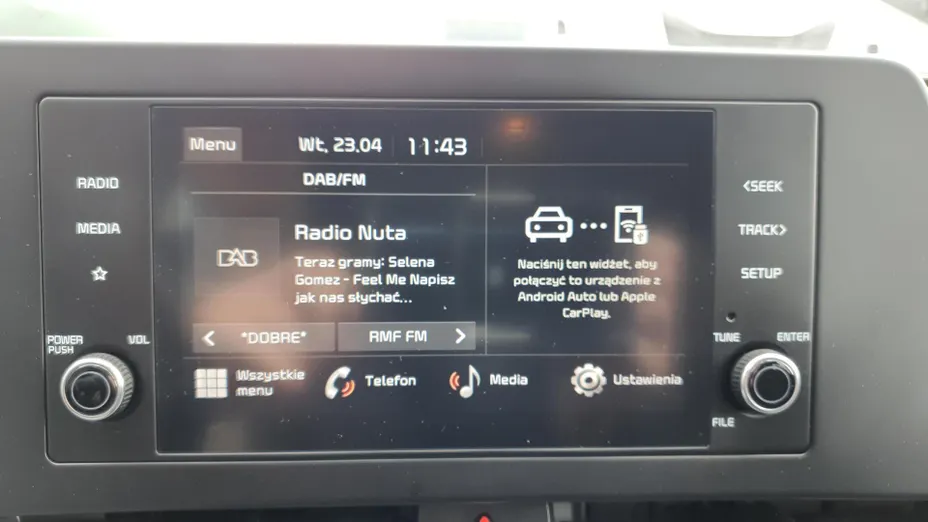 Menu Wt, 23.04 11:43
DAB/FM
DAB
Radio Nuta
Teraz gramy: Selena
Gomez - Feel Me Napisz
jak nas słychać...
*DOBRE* RMF FM
Naciśnij ten widżet, aby
połączyć to urządzenie z
Android Auto lub Apple
CarPlay.
Wszystkie
menu
Telefon
Media
Ustawienia
RADIO
MEDIA
POWER
PUSH
VOL
<SEEK
TRACK>
SETUP
TUNE
ENTER
FILE